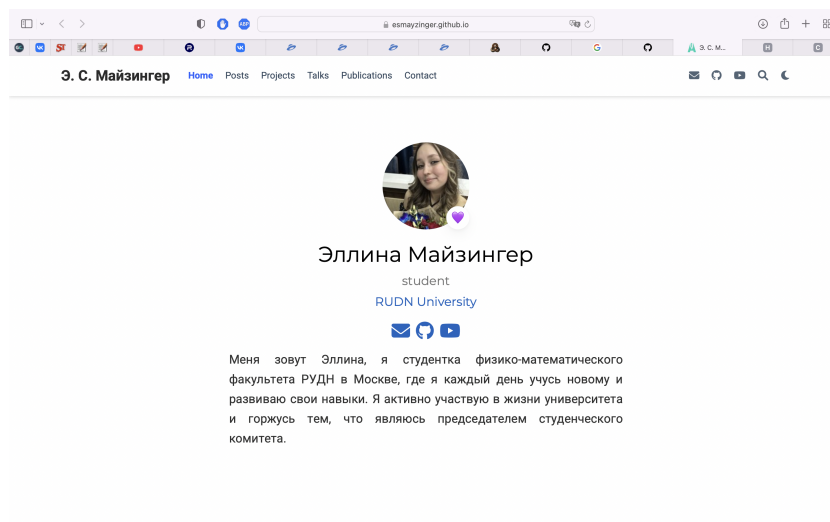 esmayzinger.github.io
ABP
SC
Э. С. М...
H
C
Э. С. Майзингер
Home Posts Projects Talks Publications Contact
Эллина Майзингер
student
RUDN University
Меня зовут Эллина, я студентка физико-математического
факультета РУДН в Москве, где я каждый день учусь новому и
развиваю свои навыки. Я активно участвую в жизни университета
и горжусь тем, что являюсь председателем студенческого
комитета.